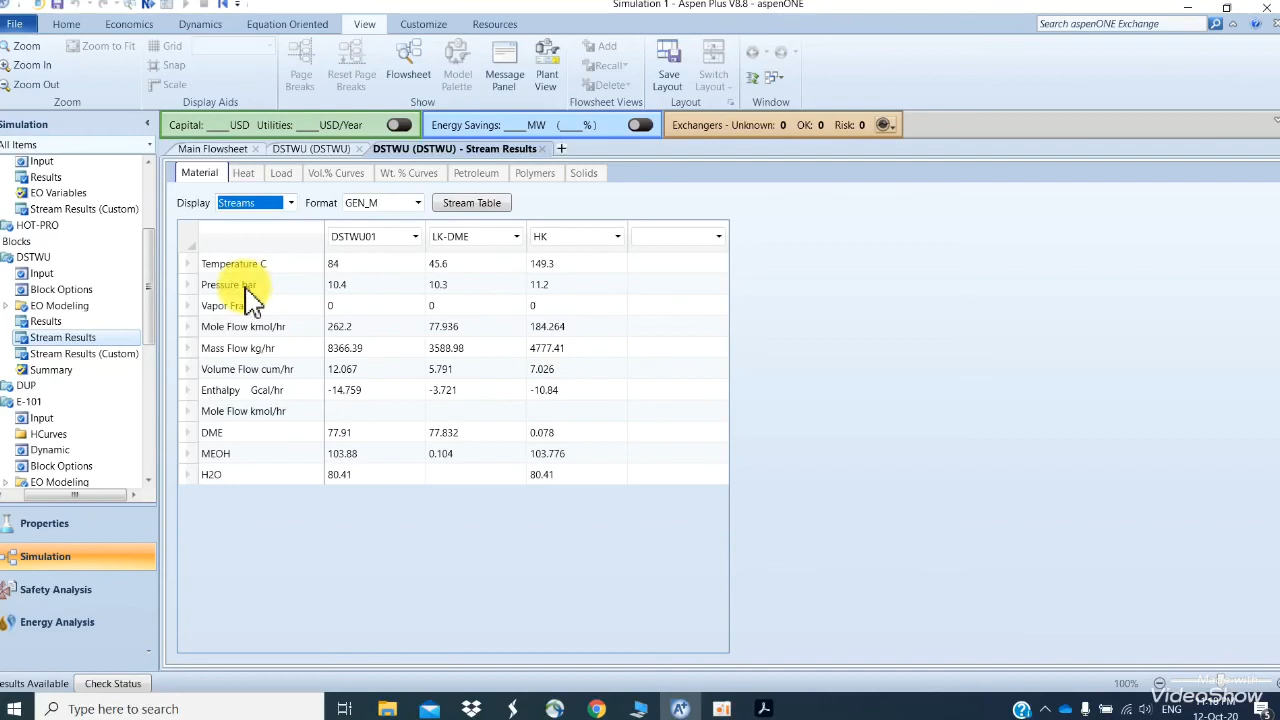 Simulation 1 - Aspen Plus V8.8 - aspenONE
File Home Economics Dynamics Equation Oriented View Customize Resources Search aspenONE Exchange
Zoom Zoom to Fit Grid Add
Zoom In Snap Recall
Zoom Out Scale Delete
Page Breaks Reset Page Breaks Flowsheet Model Palette Message Panel Plant View Save Layout Switch Layout
Zoom Display Aids Show Flowsheet Views Layout Window
Simulation Capital: ____USD Utilities: ____USD/Year Energy Savings: ____MW (____%) Exchangers - Unknown: 0 OK: 0 Risk: 0
All Items Main Flowsheet DSTWU (DSTWU) DSTWU (DSTWU) - Stream Results
Input
Results
EO Variables
Stream Results (Custom)
HOT-PRO
Blocks
DSTWU
Input
Block Options
EO Modeling
Results
Stream Results
Stream Results (Custom)
Summary
DUP
E-101
Input
HCurves
Dynamic
Block Options
EO Modeling
Properties
Simulation
Safety Analysis
Energy Analysis
Material Heat Load Vol.% Curves Wt. % Curves Petroleum Polymers Solids
Display Streams Format GEN_M Stream Table
DSTWU01 LK-DME HK
Temperature C 84 45.6 149.3
Pressure bar 10.4 10.3 11.2
Vapor 0 0 0
Mole Flow kmol/hr 262.2 77.936 184.264
Mass Flow kg/hr 8366.39 3588.98 4777.41
Volume Flow cum/hr 12.067 5.791 7.026
Enthalpy Gcal/hr -14.759 -3.721 -10.84
Mole Flow kmol/hr
DME 77.91 77.832 0.078
MEOH 103.88 0.104 103.776
H2O 80.41 80.41
Results Available Check Status 100%
Made with
VideoShow
Type here to search ENG
12-Oct-20